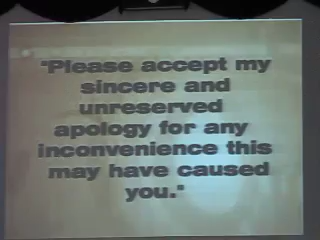 "Please accept my
sincere and
unreserved
apology for any
inconvenience this
may have caused
you."